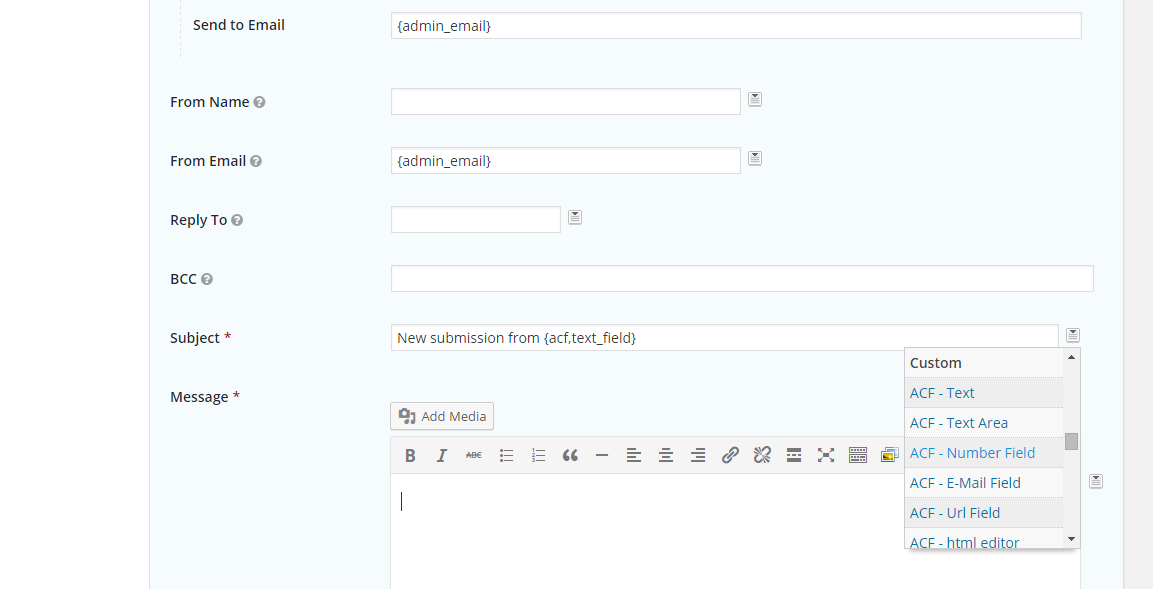 Send to Email {admin_email}
From Name ?
From Email ? {admin_email}
Reply To ?
BCC ?
Subject * New submission from {acf,text_field}
Custom
ACF - Text
Message *
Add Media
ACF - Text Area
B I ABC
ACF - Number Field
ACF - E-Mail Field
ACF - Url Field
ACF - html editor